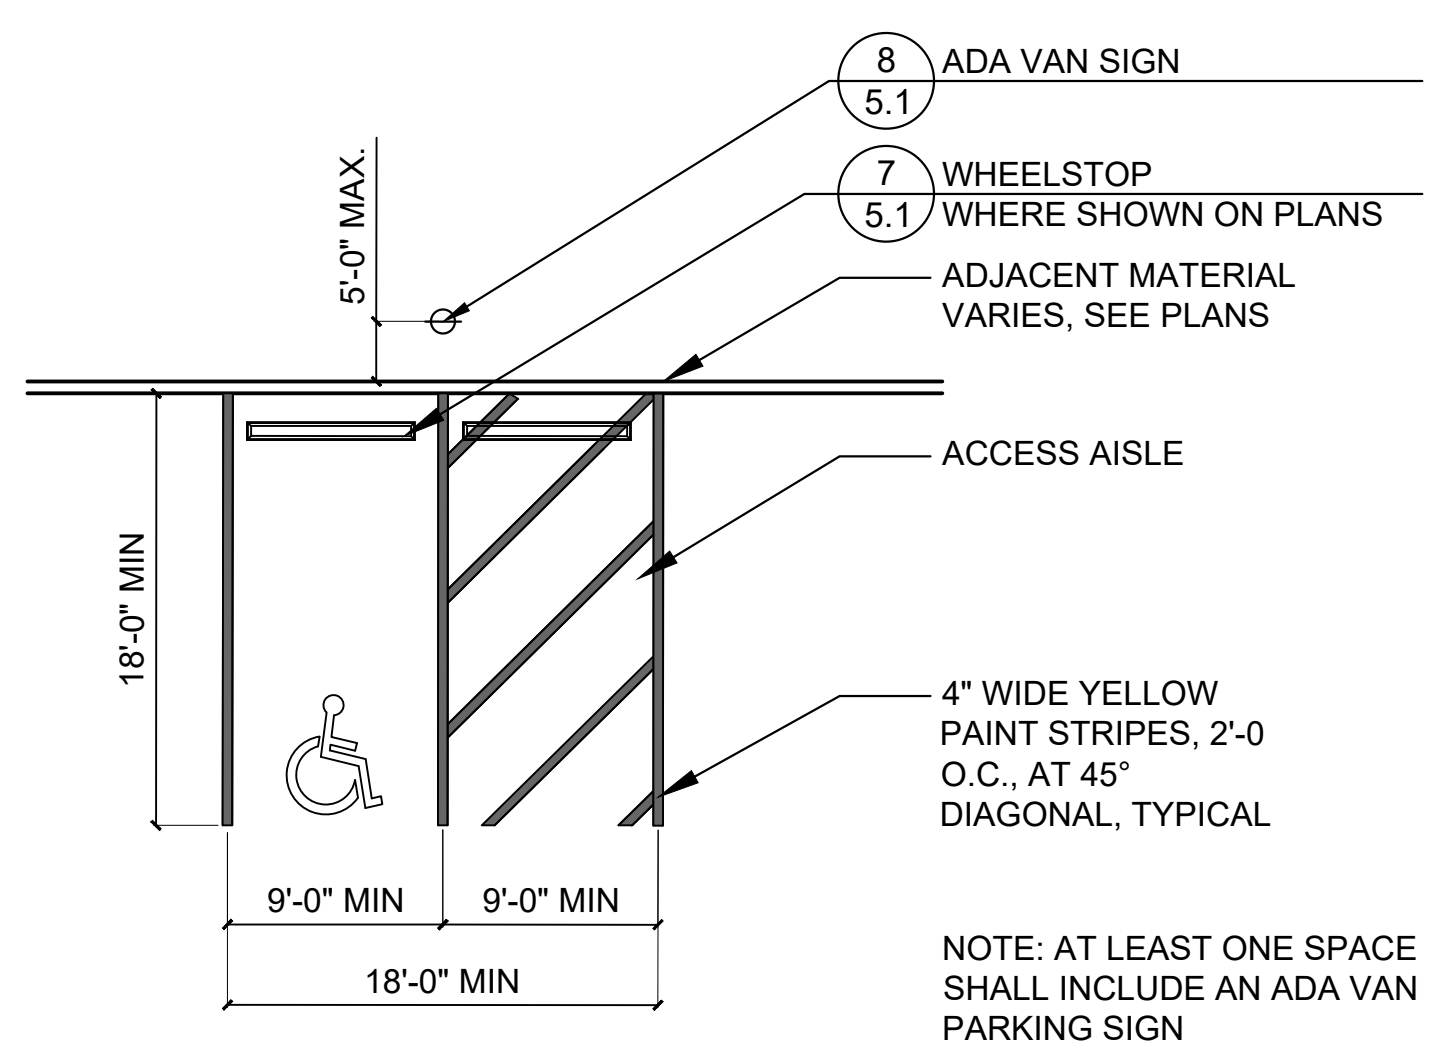 8
5.1
ADA VAN SIGN
7
5.1
WHEELSTOP
WHERE SHOWN ON PLANS
5'-0" MAX.
ADJACENT MATERIAL
VARIES, SEE PLANS
ACCESS AISLE
18'-0" MIN
4" WIDE YELLOW
PAINT STRIPES, 2'-0
O.C., AT 45°
DIAGONAL, TYPICAL
9'-0" MIN
9'-0" MIN
18'-0" MIN
NOTE: AT LEAST ONE SPACE
SHALL INCLUDE AN ADA VAN
PARKING SIGN